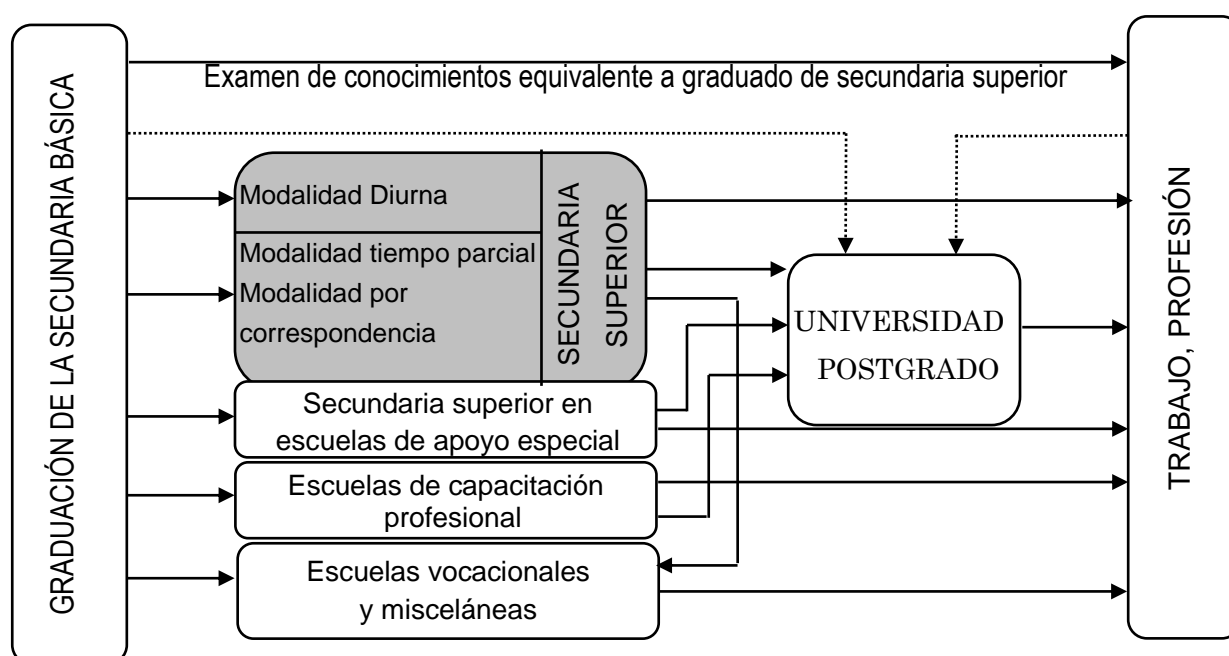 GRADUACIÓN DE LA SECUNDARIA BÁSICA
Examen de conocimientos equivalente a graduado de secundaria superior
Modalidad Diurna
Modalidad tiempo parcial
Modalidad por
correspondencia
SECUNDARIA
SUPERIOR
Secundaria superior en
escuelas de apoyo especial
Escuelas de capacitación
profesional
Escuelas vocacionales
y misceláneas
UNIVERSIDAD
POSTGRADO
TRABAJO, PROFESIÓN